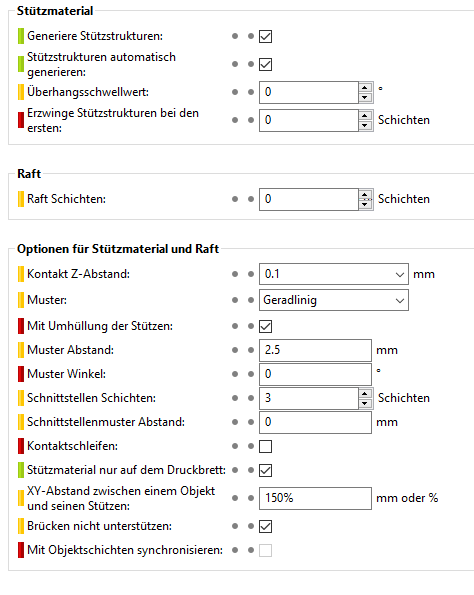 Stützmaterial
Generiere Stützstrukturen:
Stützstrukturen automatisch
generieren:
Überhangsschwellwert: 0 °
Erzwinge Stützstrukturen bei den
ersten: 0 Schichten
Raft
Raft Schichten: 0 Schichten
Optionen für Stützmaterial und Raft
Kontakt Z-Abstand: 0.1 mm
Muster: Geradlinig
Mit Umhüllung der Stützen:
Muster Abstand: 2.5 mm
Muster Winkel: 0 °
Schnittstellen Schichten: 3 Schichten
Schnittstellenmuster Abstand: 0 mm
Kontaktschleifen:
Stützmaterial nur auf dem Druckbrett:
XY-Abstand zwischen einem Objekt
und seinen Stützen: 150% mm oder %
Brücken nicht unterstützen:
Mit Objektschichten synchronisieren: